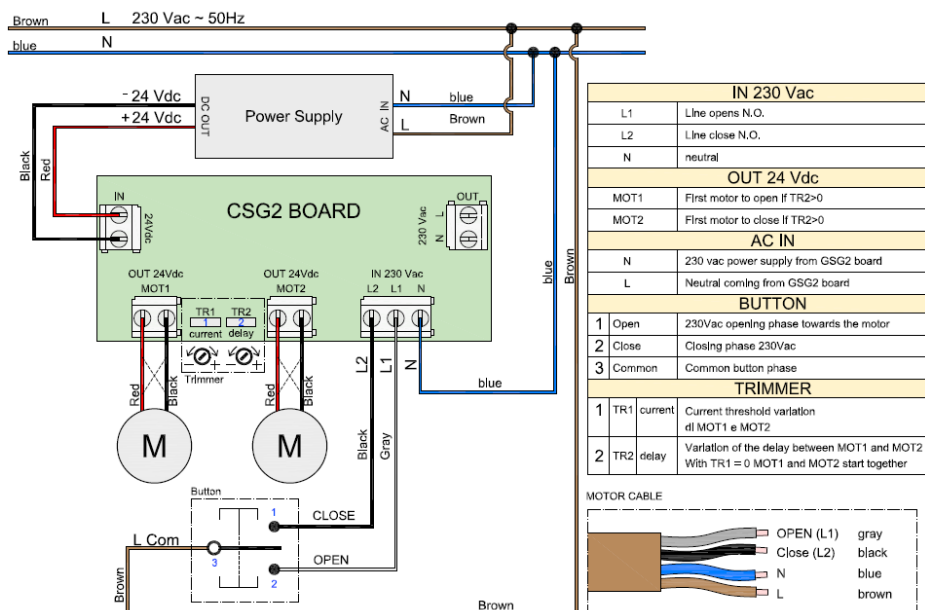 Brown L 230 Vac ~ 50Hz
blue N
- 24 Vdc
+ 24 Vdc
DC OUT
Power Supply
AC IN
N blue
L Brown
Black
Red
IN
24Vdc
CSG2 BOARD
OUT
230 Vac
L
N
OUT 24Vdc
MOT1
OUT 24Vdc
MOT2
IN 230 Vac
L2 L1 N
TR1 TR2
1 2
current delay
- + - +
Trimmer
Red
Black
Red
Black
L2
L1
N
blue
blue
Brown
M
M
Black
Gray
Button
1
CLOSE
L Com
3
OPEN
2
Brown
Brown
IN 230 Vac
L1 Line opens N.O.
L2 Line close N.O.
N neutral
OUT 24 Vdc
MOT1 First motor to open if TR2>0
MOT2 First motor to close if TR2>0
AC IN
N 230 vac power supply from GSG2 board
L Neutral coming from GSG2 board
BUTTON
1 Open 230Vac opening phase towards the motor
2 Close Closing phase 230Vac
3 Common Common button phase
TRIMMER
1 TR1 current Current threshold variation
di MOT1 e MOT2
2 TR2 delay Variation of the delay between MOT1 and MOT2
With TR1 = 0 MOT1 and MOT2 start together
MOTOR CABLE
OPEN (L1) gray
Close (L2) black
N blue
L brown